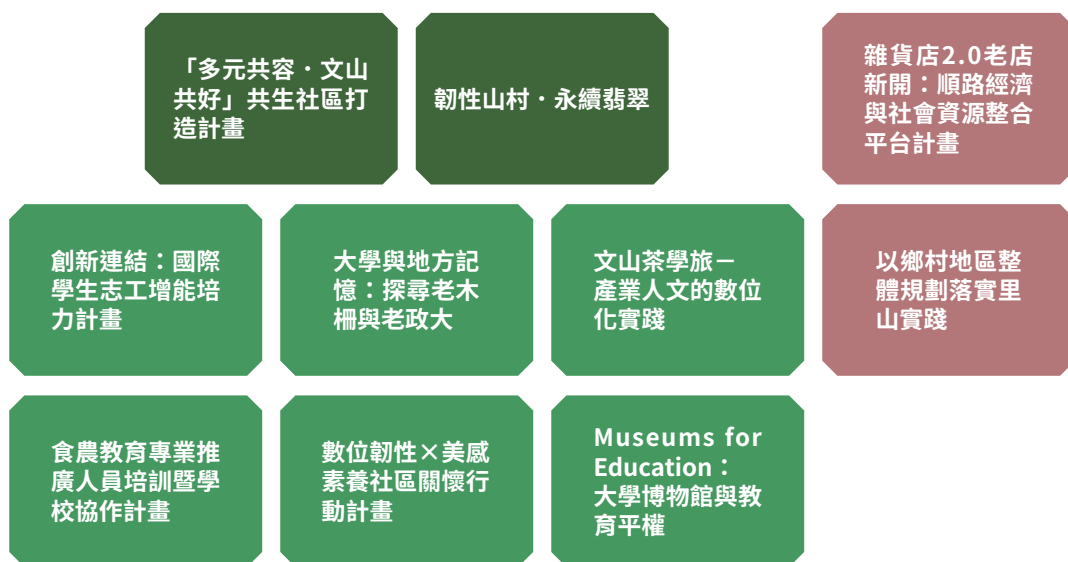 「多元共容・文山
共好」共生社區打
造計畫
韌性山村・永續翡翠
雜貨店2.0老店
新開：順路經濟
與社會資源整合
平台計畫
創新連結：國際
學生志工增能培
力計畫
大學與地方記
憶：探尋老木
柵與老政大
文山茶學旅－
產業人文的數位
化實踐
以鄉村地區整
體規劃落實里
山實踐
食農教育專業推
廣人員培訓暨學
校協作計畫
數位韌性×美感
素養社區關懷行
動計畫
Museums for
Education：
大學博物館與教
育平權